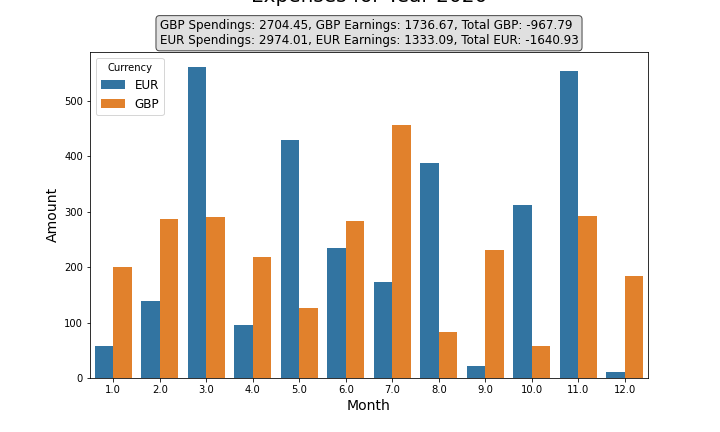 Expenses for Year
GBP Spendings: 2704.45, GBP Earnings: 1736.67, Total GBP: -967.79
EUR Spendings: 2974.01, EUR Earnings: 1333.09, Total EUR: -1640.93
Currency
EUR
GBP
500
400
300
200
100
0
Amount
1.0 2.0 3.0 4.0 5.0 6.0 7.0 8.0 9.0 10.0 11.0 12.0
Month